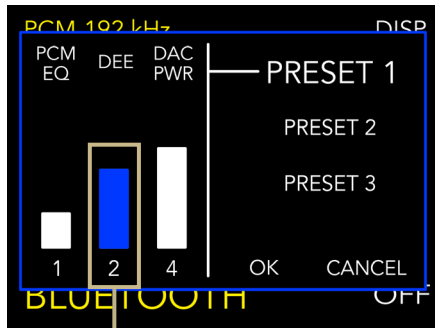 PCM 192 kHz DISP
PCM EQ
DEE
DAC PWR
PRESET 1
PRESET 2
PRESET 3
1 2 4
OK CANCEL
BLUETOOTH OFF